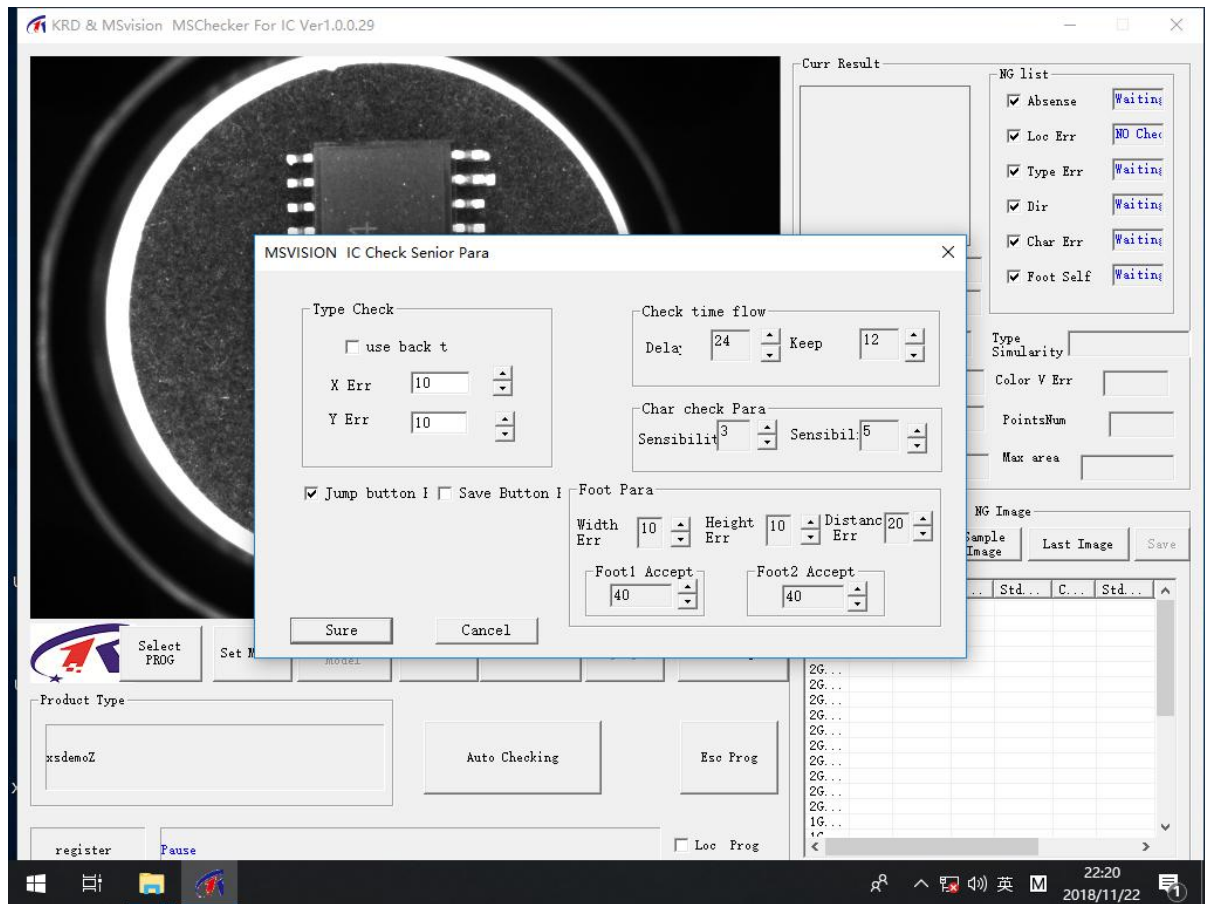 KRD & MSvision MSChecker For IC Ver1.0.0.29
Curr Result
NG list
Absense Waiting
Loc Err NO Chec
Type Err Waiting
Dir Waiting
Char Err Waiting
Foot Self Waiting
Type
Simularity
Color V Err
PointsNum
Max area
NG Image
Sample
Image
Last Image
Save
Std... C... Std...
MSVISION IC Check Senior Para
Type Check
use back t
X Err 10
Y Err 10
Jump button I
Save Button I
Check time flow
Dela 24 Keep 12
Char check Para
Sensibilit 3 Sensibil: 5
Foot Para
Width
Err 10
Height
Err 10
Distanc
Err 20
Foot1 Accept
40
Foot2 Accept
40
Sure
Cancel
Select
PROG
Set M
model
2G...
2G...
2G...
2G...
2G...
2G...
2G...
2G...
2G...
2G...
1G...
Product Type
xsdemoZ
Auto Checking
Esc Prog
register
Pause
Loc Prog
英 M
22:20
2018/11/22
1